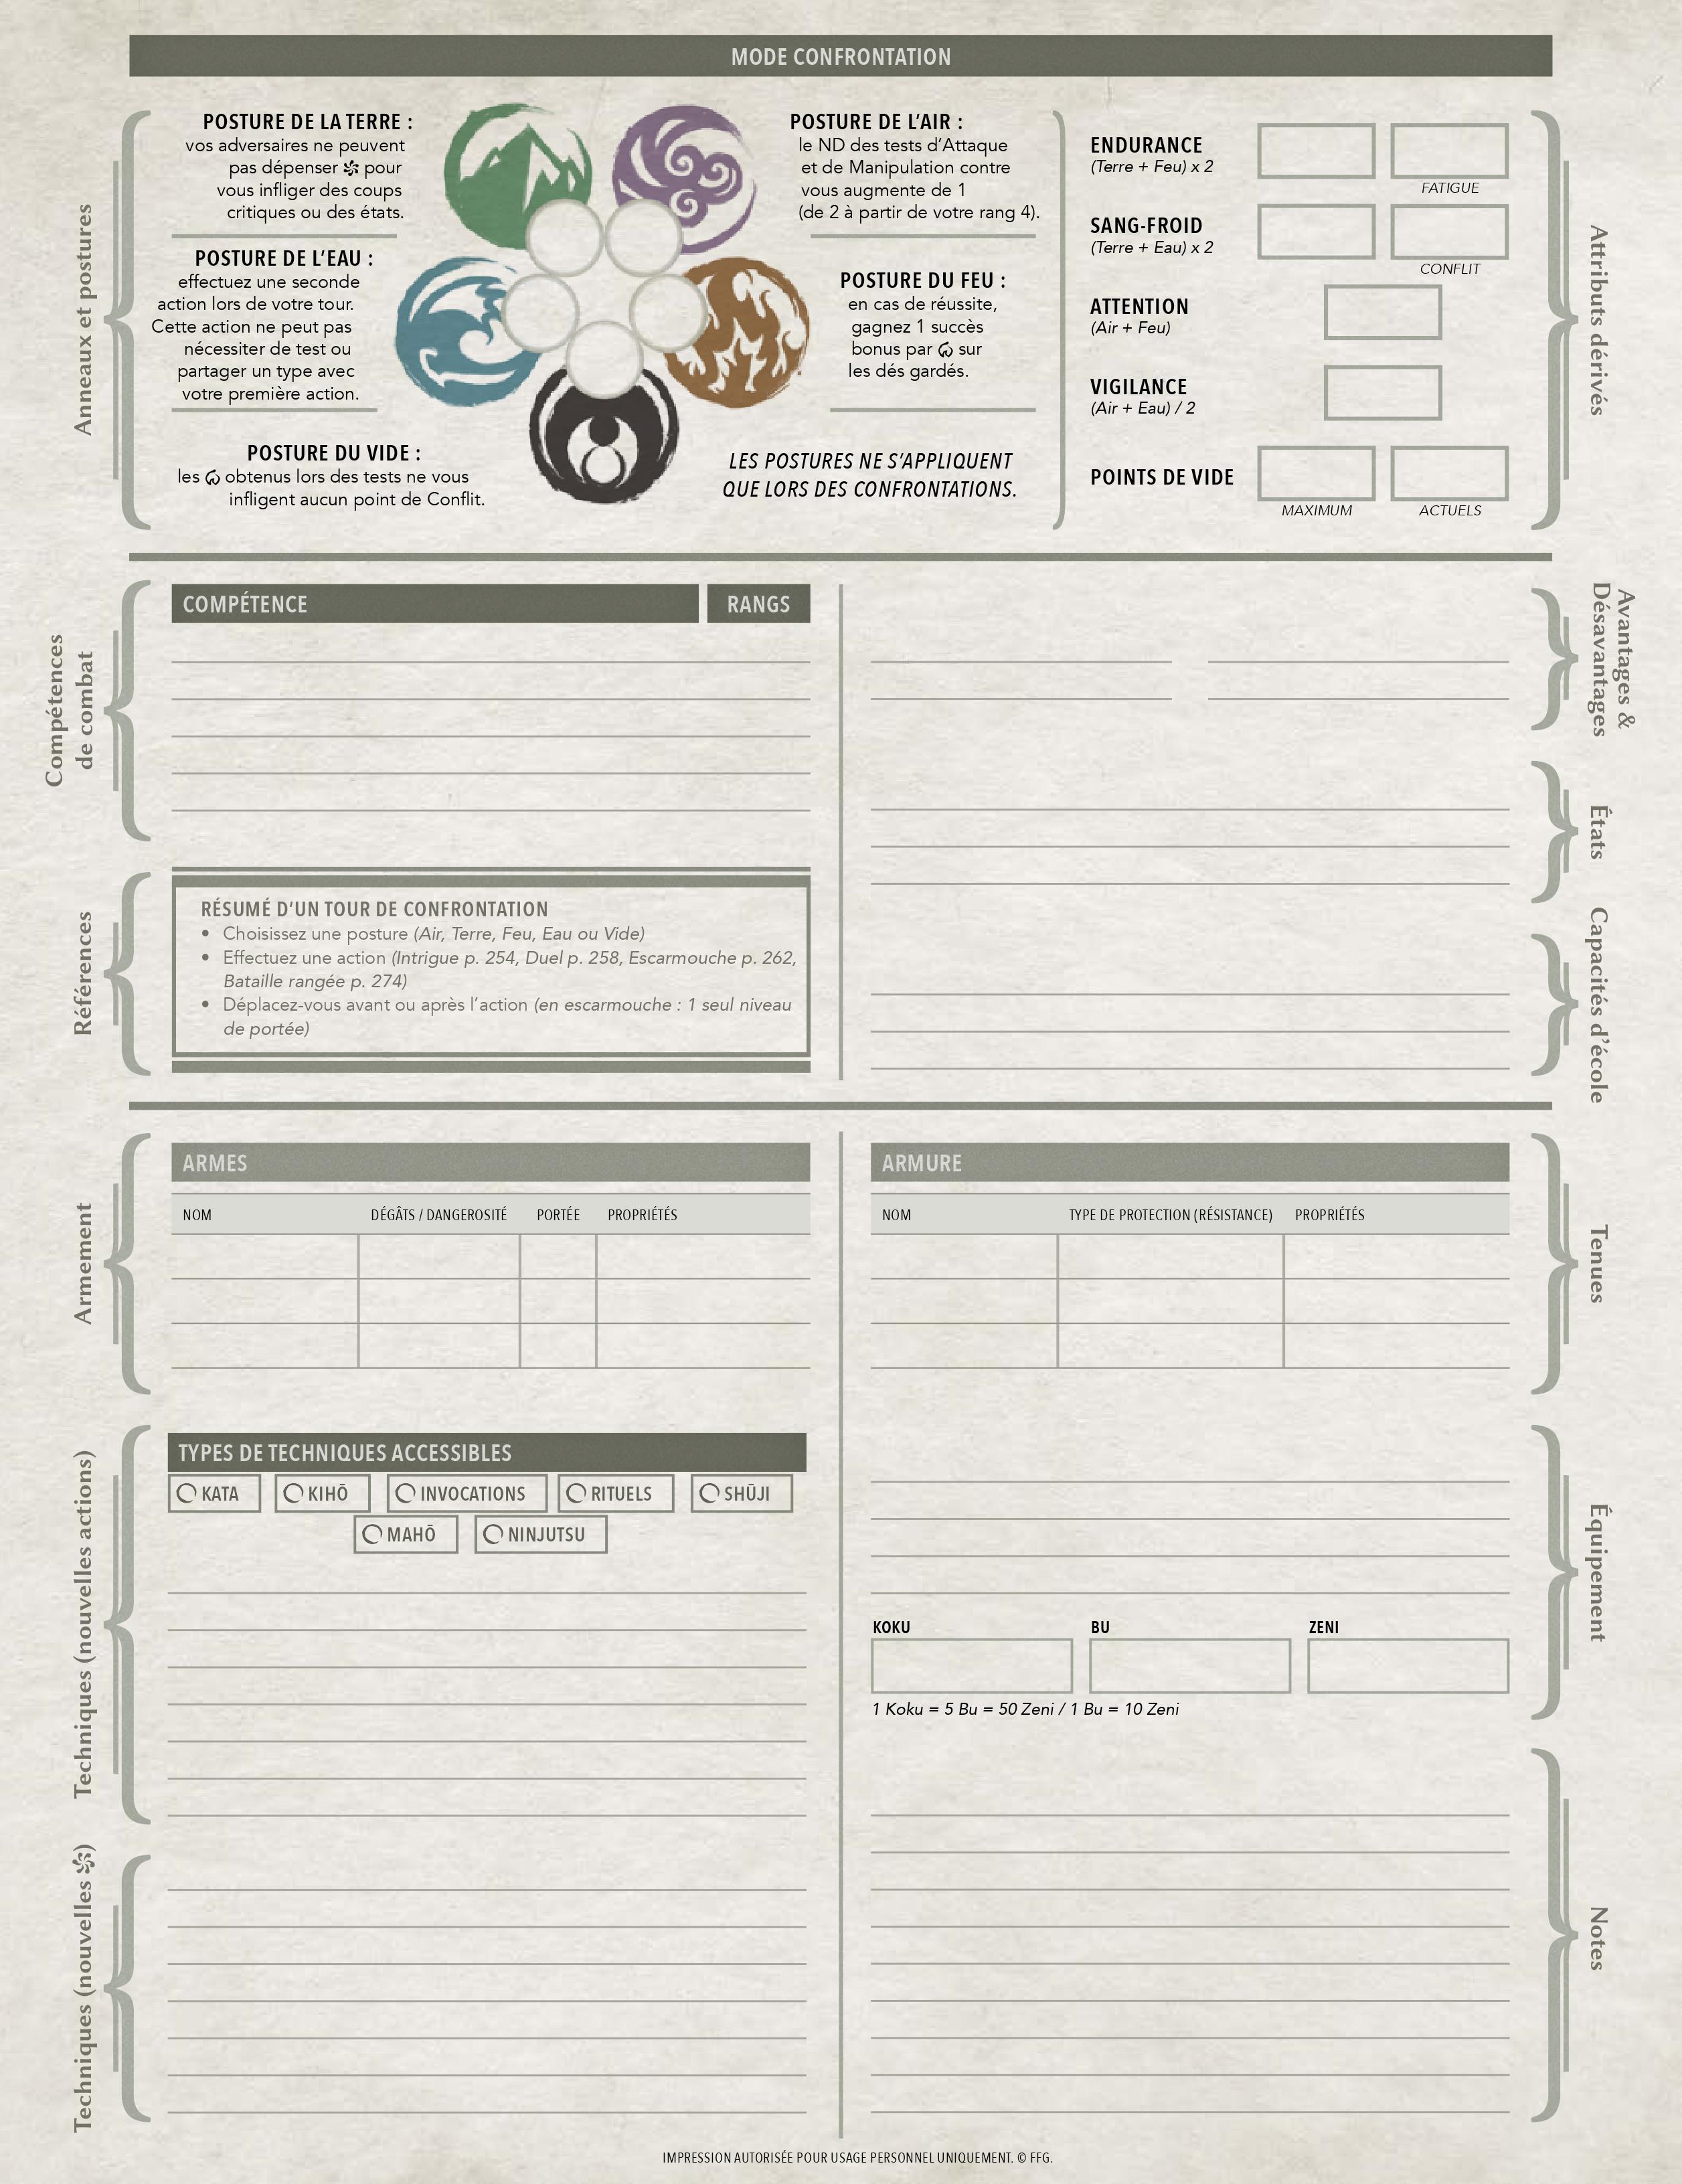 MODE CONFRONTATION
Anneaux et postures
POSTURE DE LA TERRE :
vos adversaires ne peuvent
pas dépenser pour
vous infliger des coups
critiques ou des états.
POSTURE DE L'EAU :
effectuez une seconde
action lors de votre tour.
Cette action ne peut pas
nécessiter de test ou
partager un type avec
votre première action.
POSTURE DU VIDE :
les obtenus lors des tests ne vous
infligent aucun point de Conflit.
POSTURE DE L'AIR :
le ND des tests d'Attaque
et de Manipulation contre
vous augmente de 1
(de 2 à partir de votre rang 4).
POSTURE DU FEU :
en cas de réussite,
gagnez 1 succès
bonus par sur
les dés gardés.
LES POSTURES NE S'APPLIQUENT
QUE LORS DES CONFRONTATIONS.
ENDURANCE
(Terre + Feu) x 2
FATIGUE
SANG-FROID
(Terre + Eau) x 2
CONFLIT
ATTENTION
(Air + Feu)
VIGILANCE
(Air + Eau) / 2
POINTS DE VIDE
MAXIMUM
ACTUELS
Attributs dérivés
Compétences
de combat
COMPÉTENCE
RANGS
Avantages &
Désavantages
États
Capacités d'école
Références
RÉSUMÉ D'UN TOUR DE CONFRONTATION
• Choisissez une posture (Air, Terre, Feu, Eau ou Vide)
• Effectuez une action (Intrigue p. 254, Duel p. 258, Escarmouche p. 262,
Bataille rangée p. 274)
• Déplacez-vous avant ou après l'action (en escarmouche : 1 seul niveau
de portée)
Armement
ARMES
NOM
DÉGÂTS / DANGEROSITÉ
PORTÉE
PROPRIÉTÉS
ARMURE
NOM
TYPE DE PROTECTION (RÉSISTANCE)
PROPRIÉTÉS
Tenues
Techniques (nouvelles actions)
TYPES DE TECHNIQUES ACCESSIBLES
KATA
KIHŌ
INVOCATIONS
RITUELS
SHŪJI
MAHŌ
NINJUTSU
Techniques (nouvelles )
Équipement
KOKU
BU
ZENI
1 Koku = 5 Bu = 50 Zeni / 1 Bu = 10 Zeni
Notes
IMPRESSION AUTORISÉE POUR USAGE PERSONNEL UNIQUEMENT. © FFG.